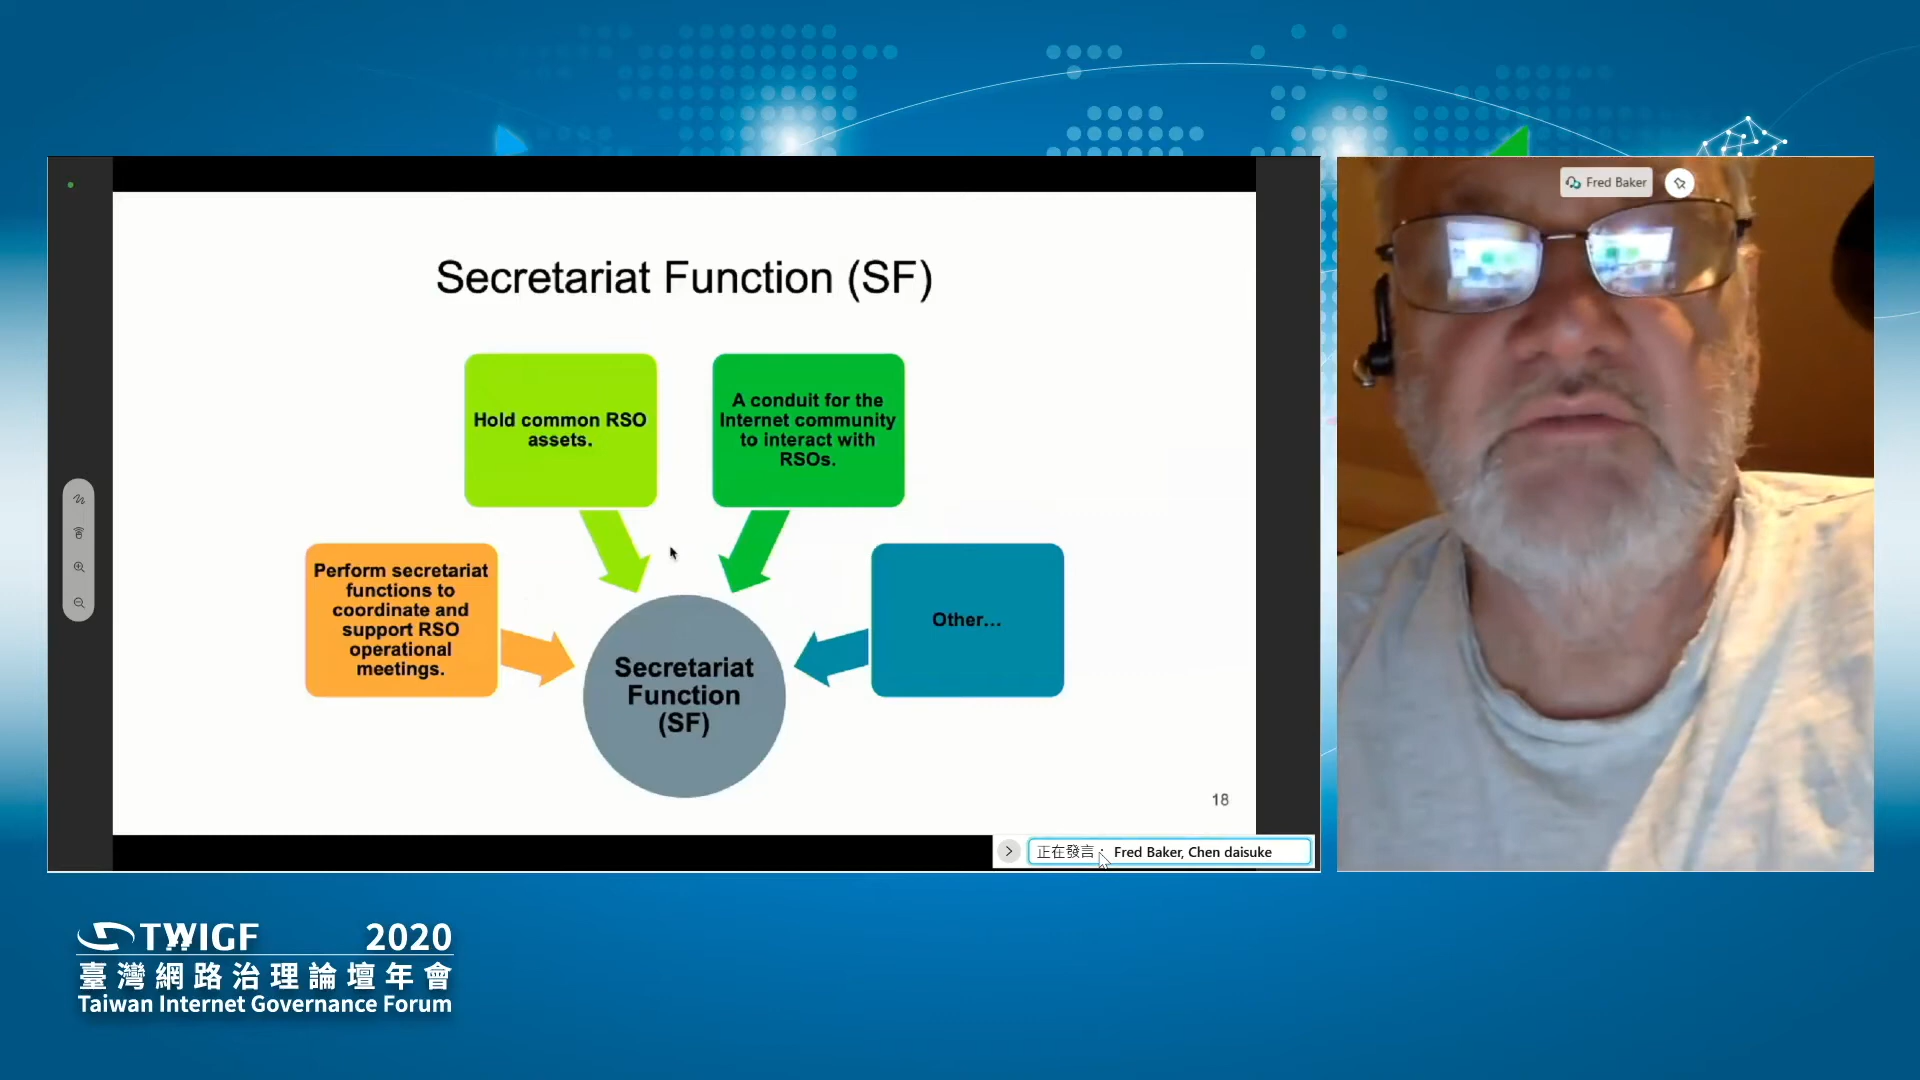 Fred Baker
Secretariat Function (SF)
Hold common RSO
assets.
A conduit for the
Internet community
to interact with
RSOs.
Perform secretariat
functions to
coordinate and
support RSO
operational
meetings.
Other...
Secretariat
Function
(SF)
18
正在發言: Fred Baker, Chen daisuke
TWIGF 2020
臺灣網路治理論壇年會
Taiwan Internet Governance Forum